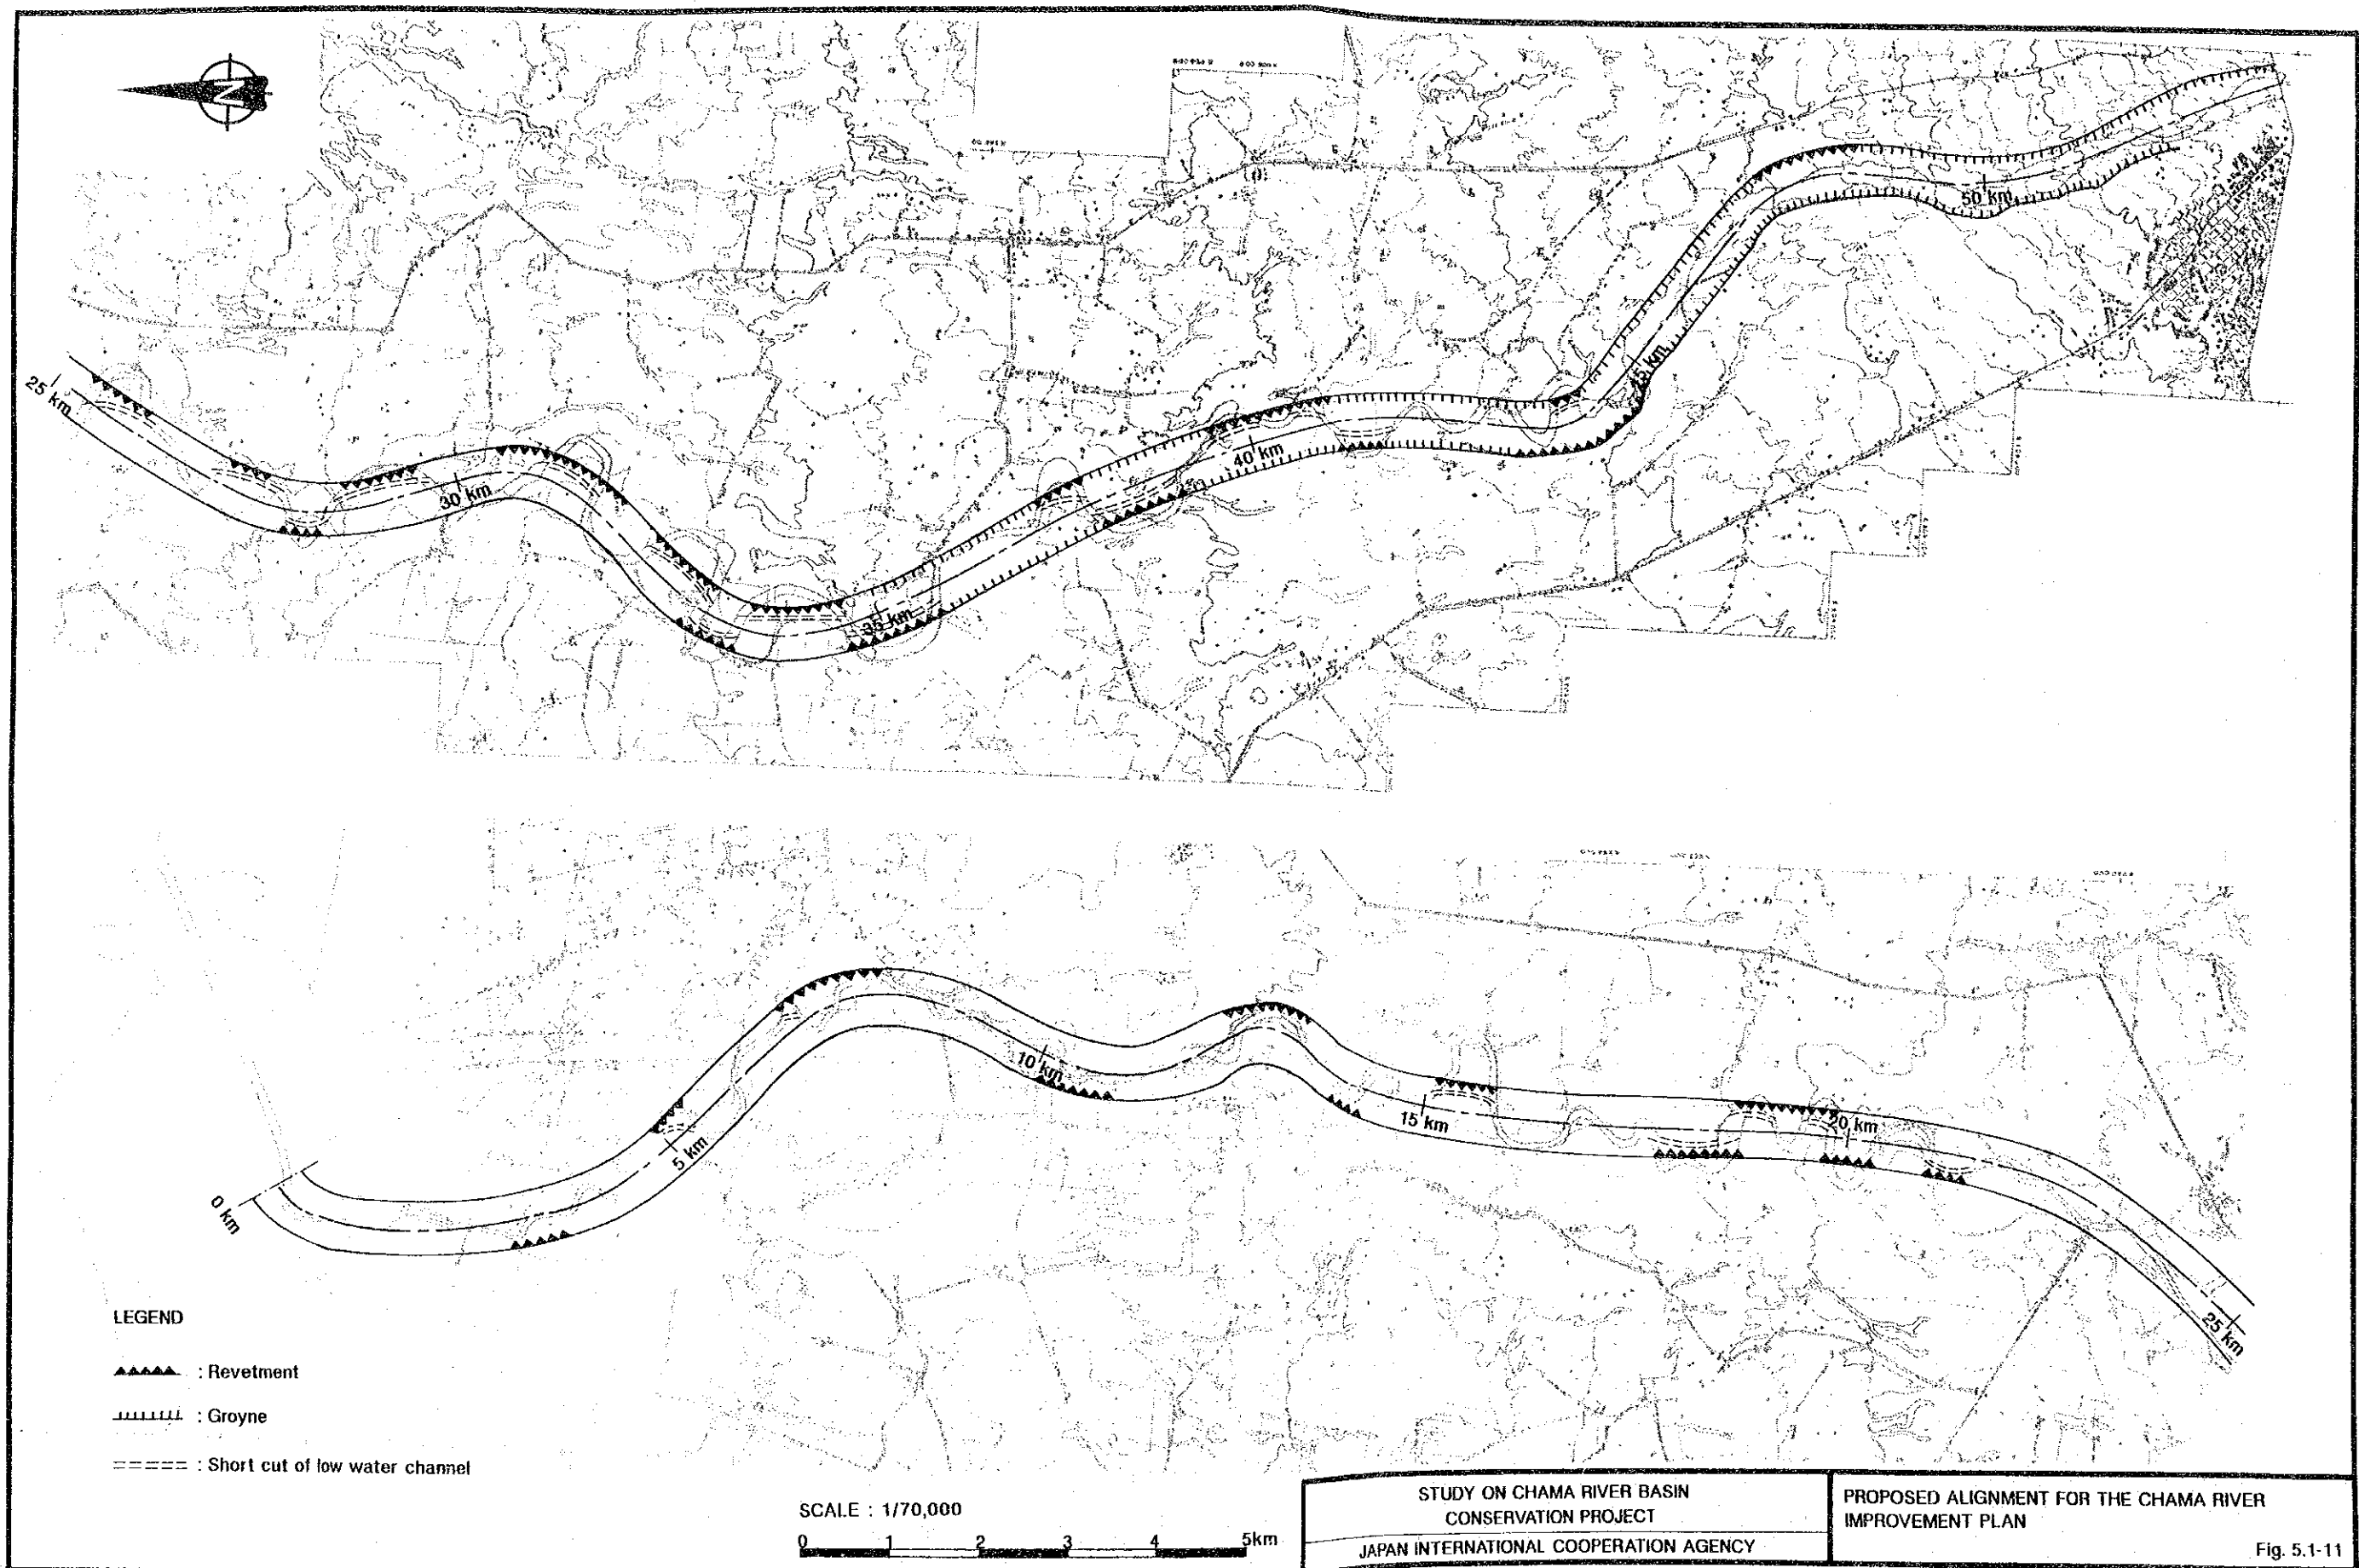 N
25 km
30 km
35 km
40 km
45 km
50 km
0 km
5 km
10 km
15 km
20 km
25 km
LEGEND
: Revetment
: Groyne
: Short cut of low water channel
SCALE : 1/70,000
0 1 2 3 4 5km
STUDY ON CHAMA RIVER BASIN
CONSERVATION PROJECT
JAPAN INTERNATIONAL COOPERATION AGENCY
PROPOSED ALIGNMENT FOR THE CHAMA RIVER
IMPROVEMENT PLAN
Fig. 5.1-11